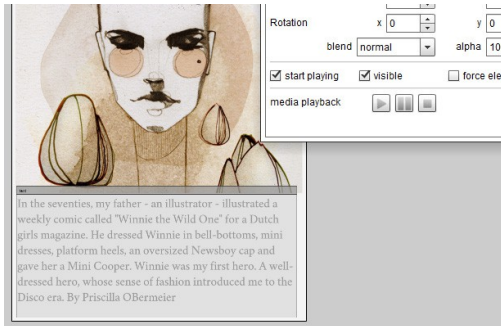 Rotation x 0 y 0
blend normal alpha 10
start playing visible force ele
media playback
In the seventies, my father - an illustrator - illustrated a
weekly comic called "Winnie the Wild One" for a Dutch
girls magazine. He dressed Winnie in bell-bottoms, mini
dresses, platform heels, an oversized Newsboy cap and
gave her a Mini Cooper. Winnie was my first hero. A well-
dressed hero, whose sense of fashion introduced me to the
Disco era. By Priscilla OBermeier